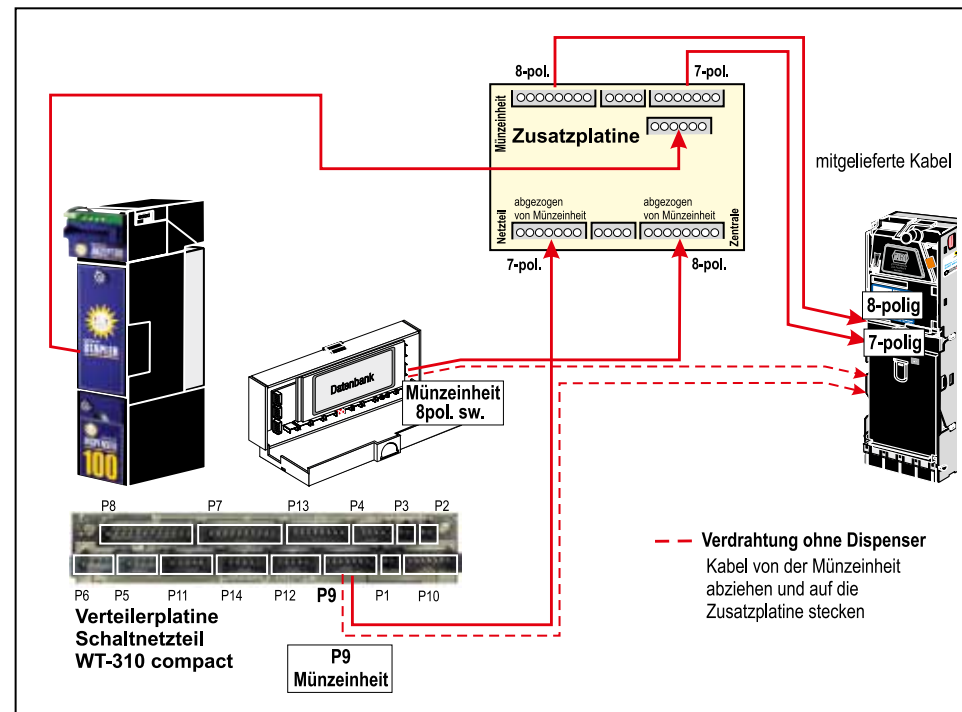 8-pol.
7-pol.
Münzeinheit
Zusatzplatine
mitgelieferte Kabel
abgezogen
von Münzeinheit
abgezogen
von Münzeinheit
Netzteil
Zentrale
7-pol.
8-pol.
8-polig
7-polig
Datenbank
Münzeinheit
8pol. sw.
DISPENSER
100
P8
P7
P13
P4
P3
P2
P6
P5
P11
P14
P12
P9
P1
P10
Verteilerplatine
Schaltnetzteil
WT-310 compact
P9
Münzeinheit
Verdrahtung ohne Dispenser
Kabel von der Münzeinheit
abziehen und auf die
Zusatzplatine stecken